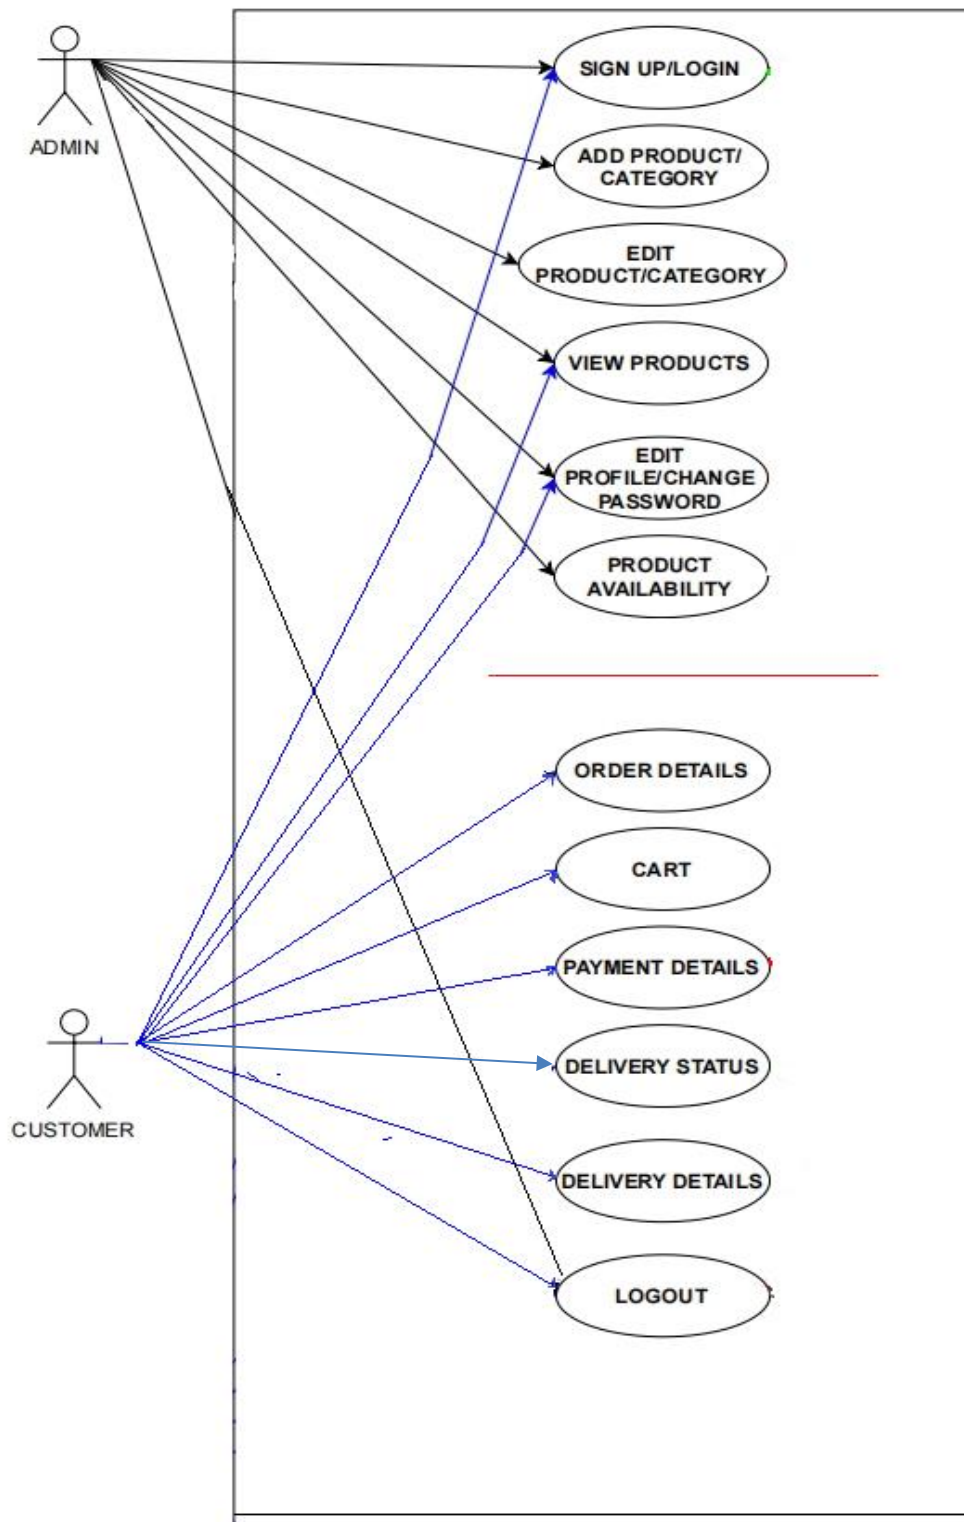 SIGN UP/LOGIN
ADMIN
ADD PRODUCT/
CATEGORY
EDIT
PRODUCT/CATEGORY
VIEW PRODUCTS
EDIT
PROFILE/CHANGE
PASSWORD
PRODUCT
AVAILABILITY
ORDER DETAILS
CART
PAYMENT DETAILS
DELIVERY STATUS
CUSTOMER
DELIVERY DETAILS
LOGOUT